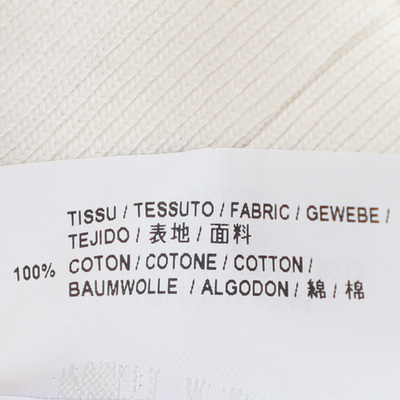 TISSU / TESSUTO / FABRIC / GEWEBE /
TEJIDO / 表地 / 面料
100% COTON / COTONE / COTTON /
BAUMWOLLE / ALGODON / 綿 / 棉